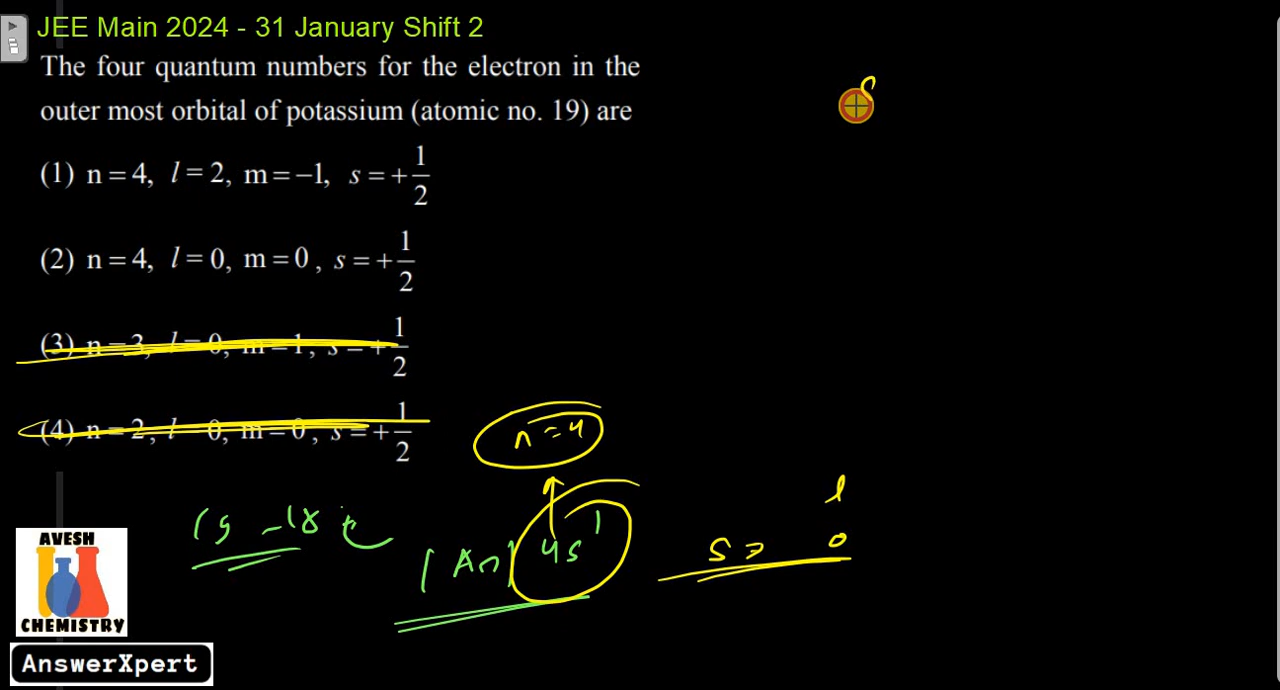 JEE Main 2024 - 31 January Shift 2
The four quantum numbers for the electron in the
outer most orbital of potassium (atomic no. 19) are
(1) n = 4, l = 2, m = −1, s = +1/2
(2) n = 4, l = 0, m = 0, s = +1/2
(3) n = 3, l = 0, m = 1, s = +1/2
(4) n = 2, l = 0, m = 0, s = +1/2
n = 4
l
[Ar] 4s¹
s = 0
AVESH
CHEMISTRY
AnswerXpert